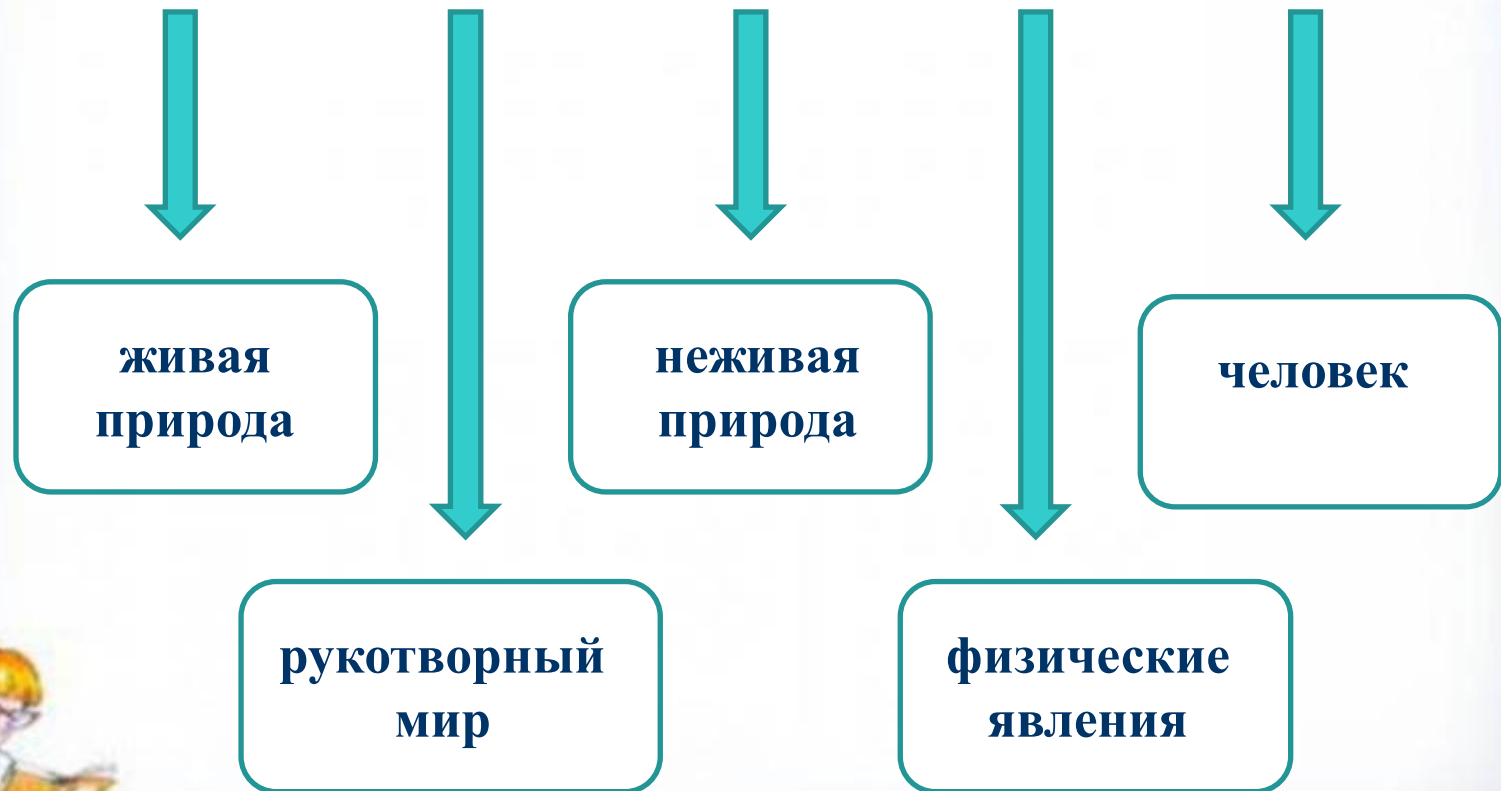 живая
природа
неживая
природа
человек
рукотворный
мир
физические
явления